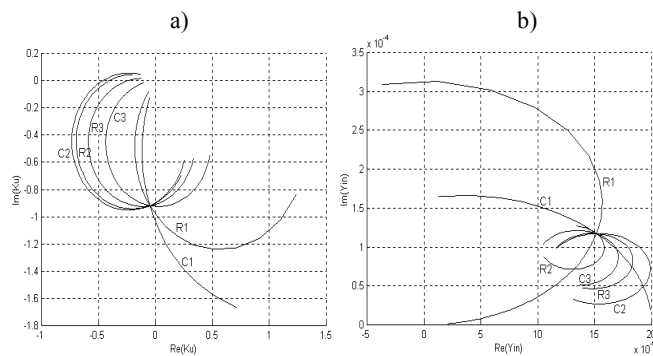 a)
b)
x 10⁻⁴
0.2
0
-0.2
-0.4
-0.6
-0.8
-1
-1.2
-1.4
-1.6
-1.8
-1
-0.5
0
0.5
1
1.5
Im(Ku)
Re(Ku)
C2
R2
R3
C3
R1
C1
3.5
3
2.5
2
1.5
1
0.5
0
-5
0
5
10
15
20
Im(Yin)
Re(Yin)
R1
C1
R2
C3
R3
C2